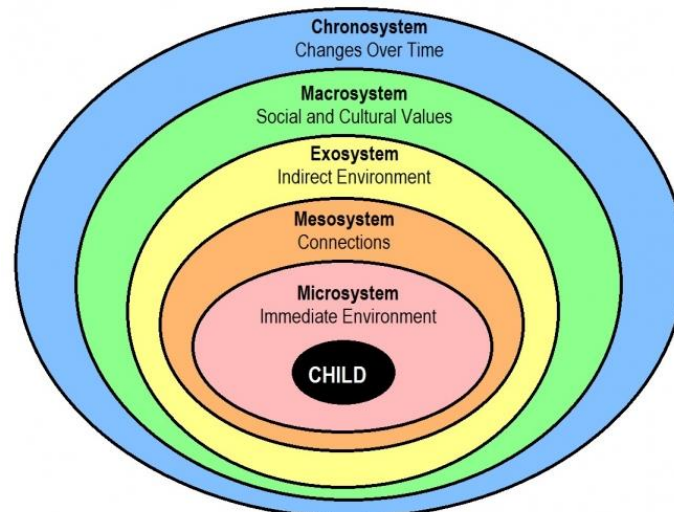 Chronosystem
Changes Over Time
Macrosystem
Social and Cultural Values
Exosystem
Indirect Environment
Mesosystem
Connections
Microsystem
Immediate Environment
CHILD